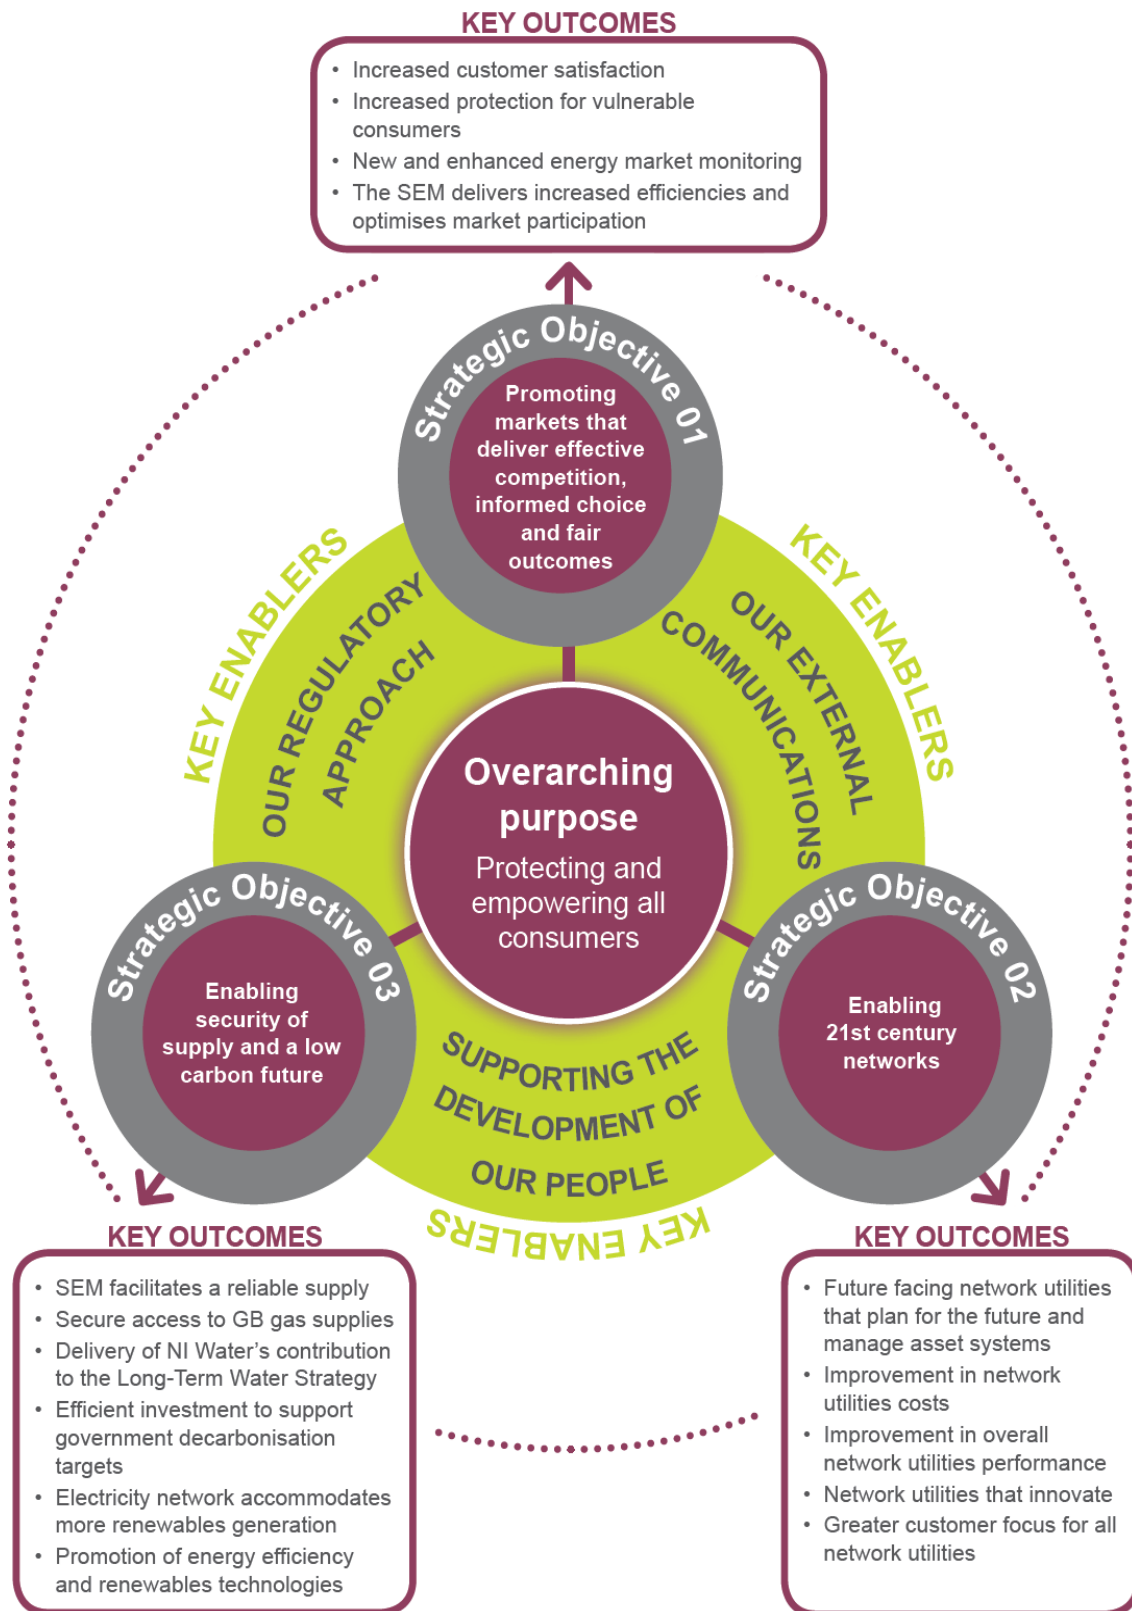 KEY OUTCOMES
• Increased customer satisfaction
• Increased protection for vulnerable
consumers
• New and enhanced energy market monitoring
• The SEM delivers increased efficiencies and
optimises market participation
Strategic Objective 01
Promoting
markets that
deliver effective
competition,
informed choice
and fair
outcomes
KEY ENABLERS
OUR REGULATORY
APPROACH
KEY ENABLERS
OUR EXTERNAL
COMMUNICATIONS
Overarching
purpose
Protecting and
empowering all
consumers
Strategic Objective 03
Enabling
security of
supply and a low
carbon future
Strategic Objective 02
Enabling
21st century
networks
SUPPORTING THE
DEVELOPMENT OF
OUR PEOPLE
KEY ENABLERS
KEY OUTCOMES
• SEM facilitates a reliable supply
• Secure access to GB gas supplies
• Delivery of NI Water’s contribution
to the Long-Term Water Strategy
• Efficient investment to support
government decarbonisation
targets
• Electricity network accommodates
more renewables generation
• Promotion of energy efficiency
and renewables technologies
KEY OUTCOMES
• Future facing network utilities
that plan for the future and
manage asset systems
• Improvement in network
utilities costs
• Improvement in overall
network utilities performance
• Network utilities that innovate
• Greater customer focus for all
network utilities